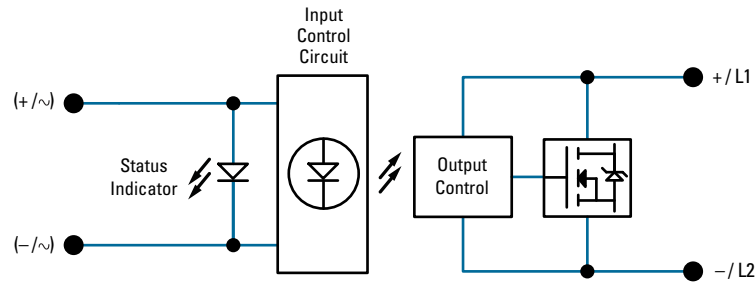 Input
Control
Circuit
(+/∼)
+/L1
Status
Indicator
Output
Control
(−/∼)
−/L2